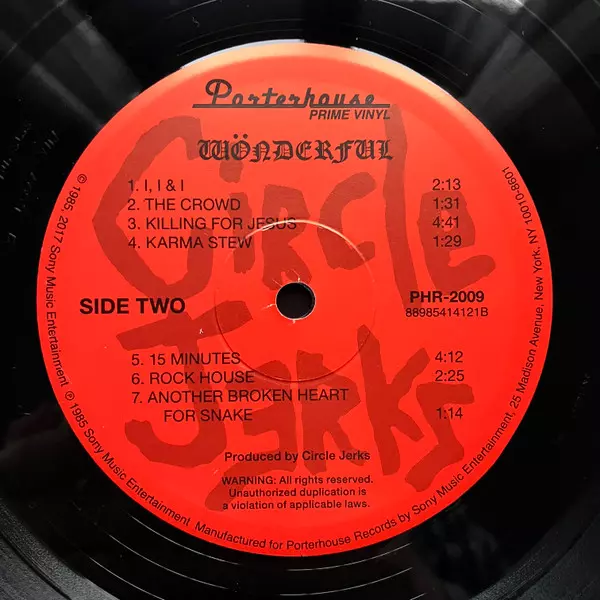 Porterhouse
PRIME VINYL
WÖNDERFUL
Circle
Jerks
1. I, I & I 2:13
2. THE CROWD 1:31
3. KILLING FOR JESUS 4:41
4. KARMA STEW 1:29
SIDE TWO
PHR-2009
88985414121B
5. 15 MINUTES 4:12
6. ROCK HOUSE 2:25
7. ANOTHER BROKEN HEART
FOR SNAKE 1:14
Produced by Circle Jerks
WARNING: All rights reserved.
Unauthorized duplication is
a violation of applicable laws.
© 1985, 2017 Sony Music Entertainment ℗ 1985 Sony Music Entertainment Manufactured for Porterhouse Records by Sony Music Entertainment, 25 Madison Avenue, New York, NY 10010-8601